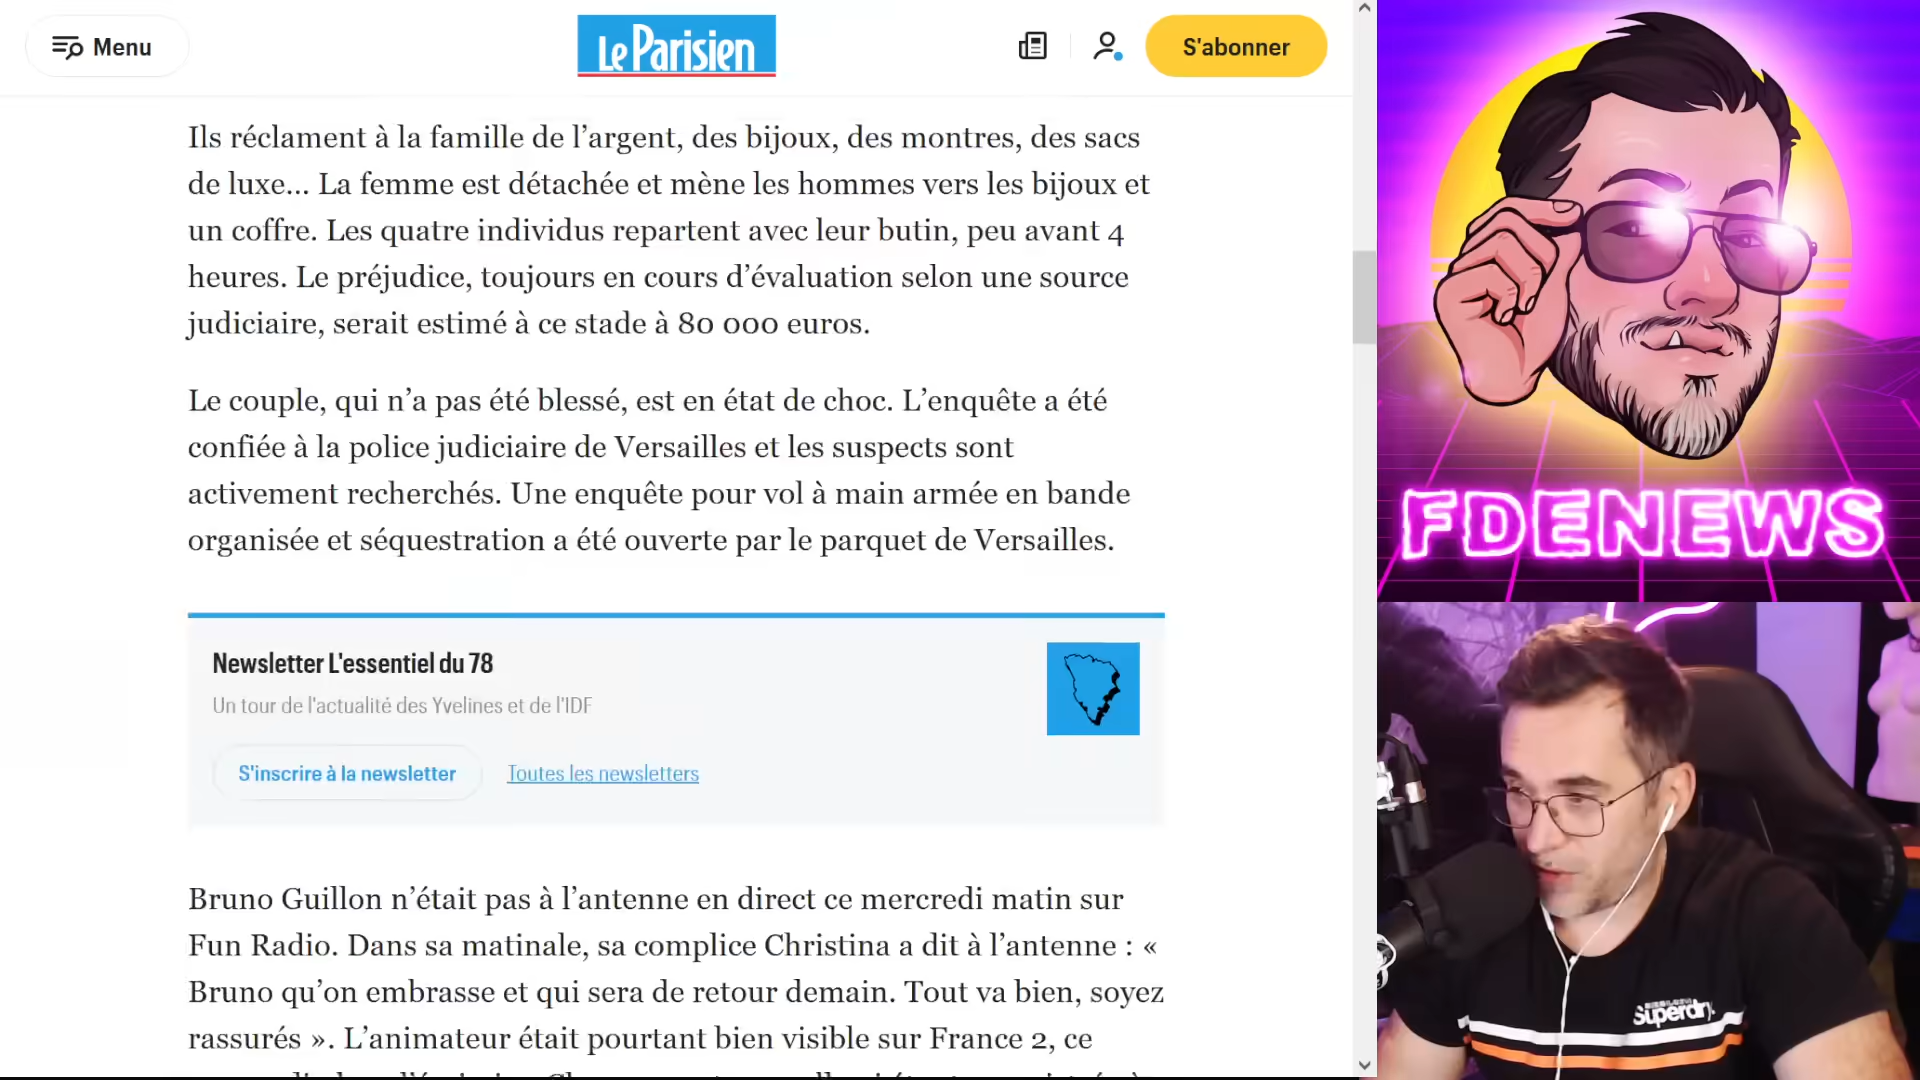 Menu
Le Parisien
S'abonner
Ils réclament à la famille de l’argent, des bijoux, des montres, des sacs
de luxe... La femme est détachée et mène les hommes vers les bijoux et
un coffre. Les quatre individus repartent avec leur butin, peu avant 4
heures. Le préjudice, toujours en cours d’évaluation selon une source
judiciaire, serait estimé à ce stade à 80 000 euros.
Le couple, qui n’a pas été blessé, est en état de choc. L’enquête a été
confiée à la police judiciaire de Versailles et les suspects sont
activement recherchés. Une enquête pour vol à main armée en bande
organisée et séquestration a été ouverte par le parquet de Versailles.
Newsletter L'essentiel du 78
Un tour de l'actualité des Yvelines et de l'IDF
S'inscrire à la newsletter
Toutes les newsletters
Bruno Guillon n’était pas à l’antenne en direct ce mercredi matin sur
Fun Radio. Dans sa matinale, sa complice Christina a dit à l’antenne : «
Bruno qu’on embrasse et qui sera de retour demain. Tout va bien, soyez
rassurés ». L’animateur était pourtant bien visible sur France 2, ce
FDENEWS
Superdry.